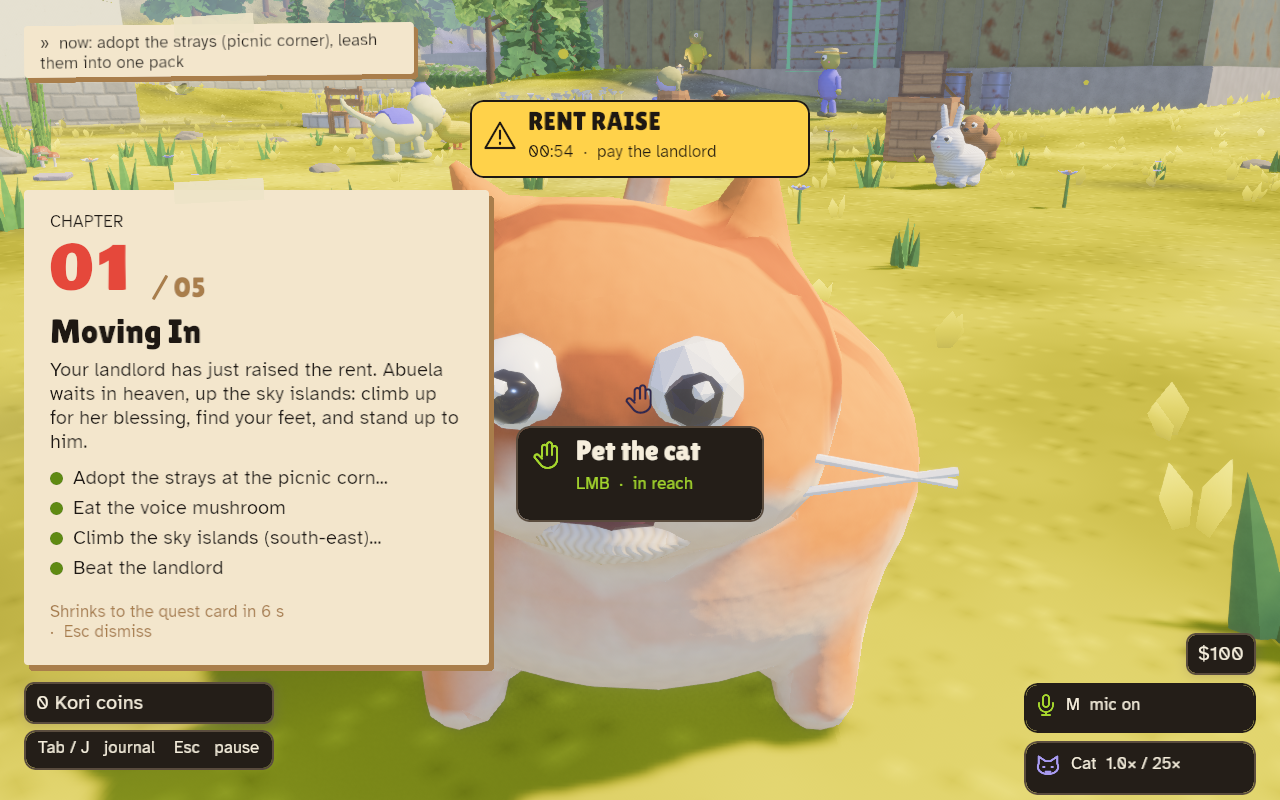 » now: adopt the strays (picnic corner), leash
them into one pack
RENT RAISE
00:54 · pay the landlord
CHAPTER
01 / 05
Moving In
Your landlord has just raised the rent. Abuela
waits in heaven, up the sky islands: climb up
for her blessing, find your feet, and stand up to
him.
Adopt the strays at the picnic corn...
Eat the voice mushroom
Climb the sky islands (south-east)...
Beat the landlord
Shrinks to the quest card in 6 s
· Esc dismiss
Pet the cat
LMB · in reach
0 Kori coins
Tab / J journal Esc pause
$100
M mic on
Cat 1.0× / 25×